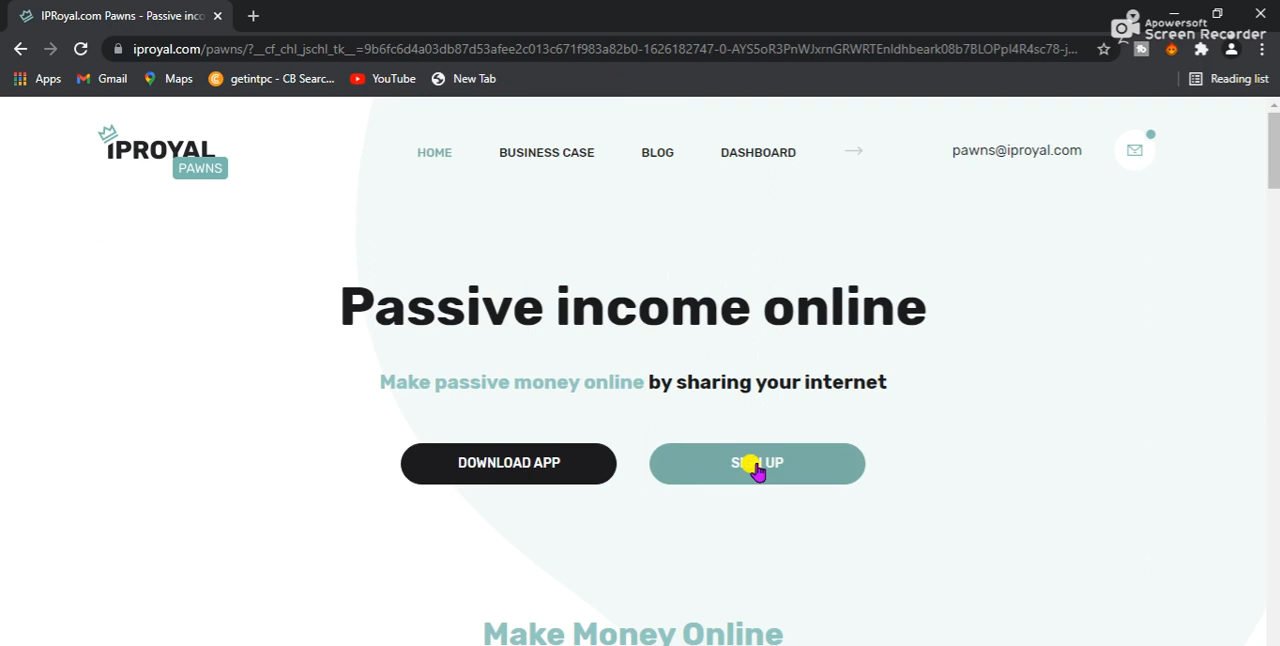 IPRoyal.com Pawns - Passive inco
Apowersoft
Screen Recorder
iproyal.com/pawns/?__cf_chl_jschl_tk__=9b6fc6d4a03db87d53afee2c013c671f983a82b0-1626182747-0-AYS5oR3PnWJxrnGRWRTEnIdhbeark08b7BLOPpI4R4sc78-j...
Apps Gmail Maps getintpc - CB Searc... YouTube New Tab Reading list
IPROYAL
PAWNS
HOME BUSINESS CASE BLOG DASHBOARD pawns@iproyal.com
Passive income online
Make passive money online by sharing your internet
DOWNLOAD APP UP
Make Money Online